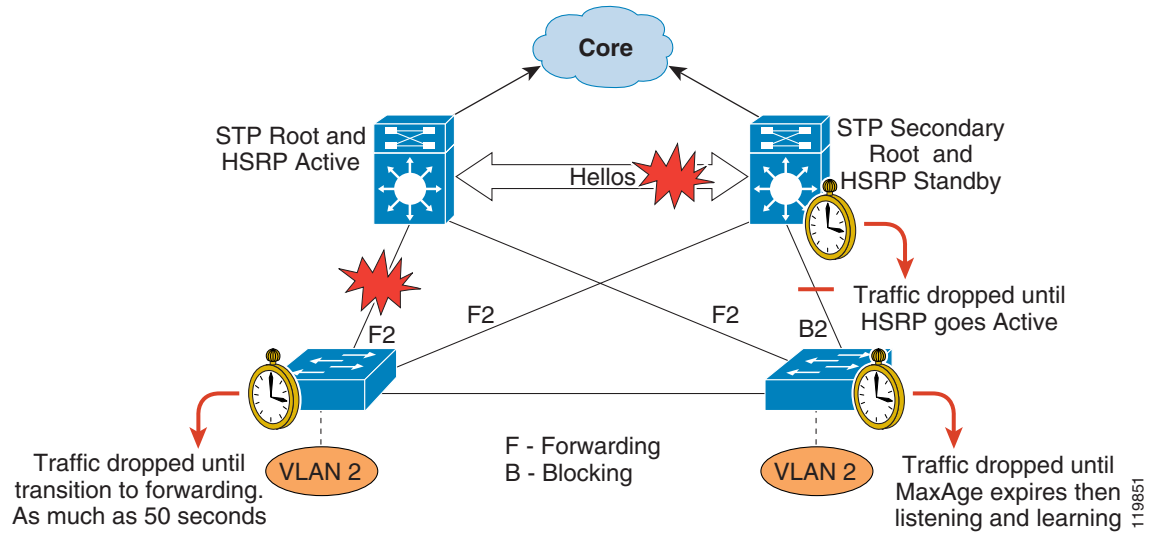 Core
STP Root and
HSRP Active
Hellos
STP Secondary
Root and
HSRP Standby
Traffic dropped until
HSRP goes Active
F2
F2
F2
B2
F - Forwarding
B - Blocking
VLAN 2
VLAN 2
Traffic dropped until
transition to forwarding.
As much as 50 seconds
Traffic dropped until
MaxAge expires then
listening and learning
119851